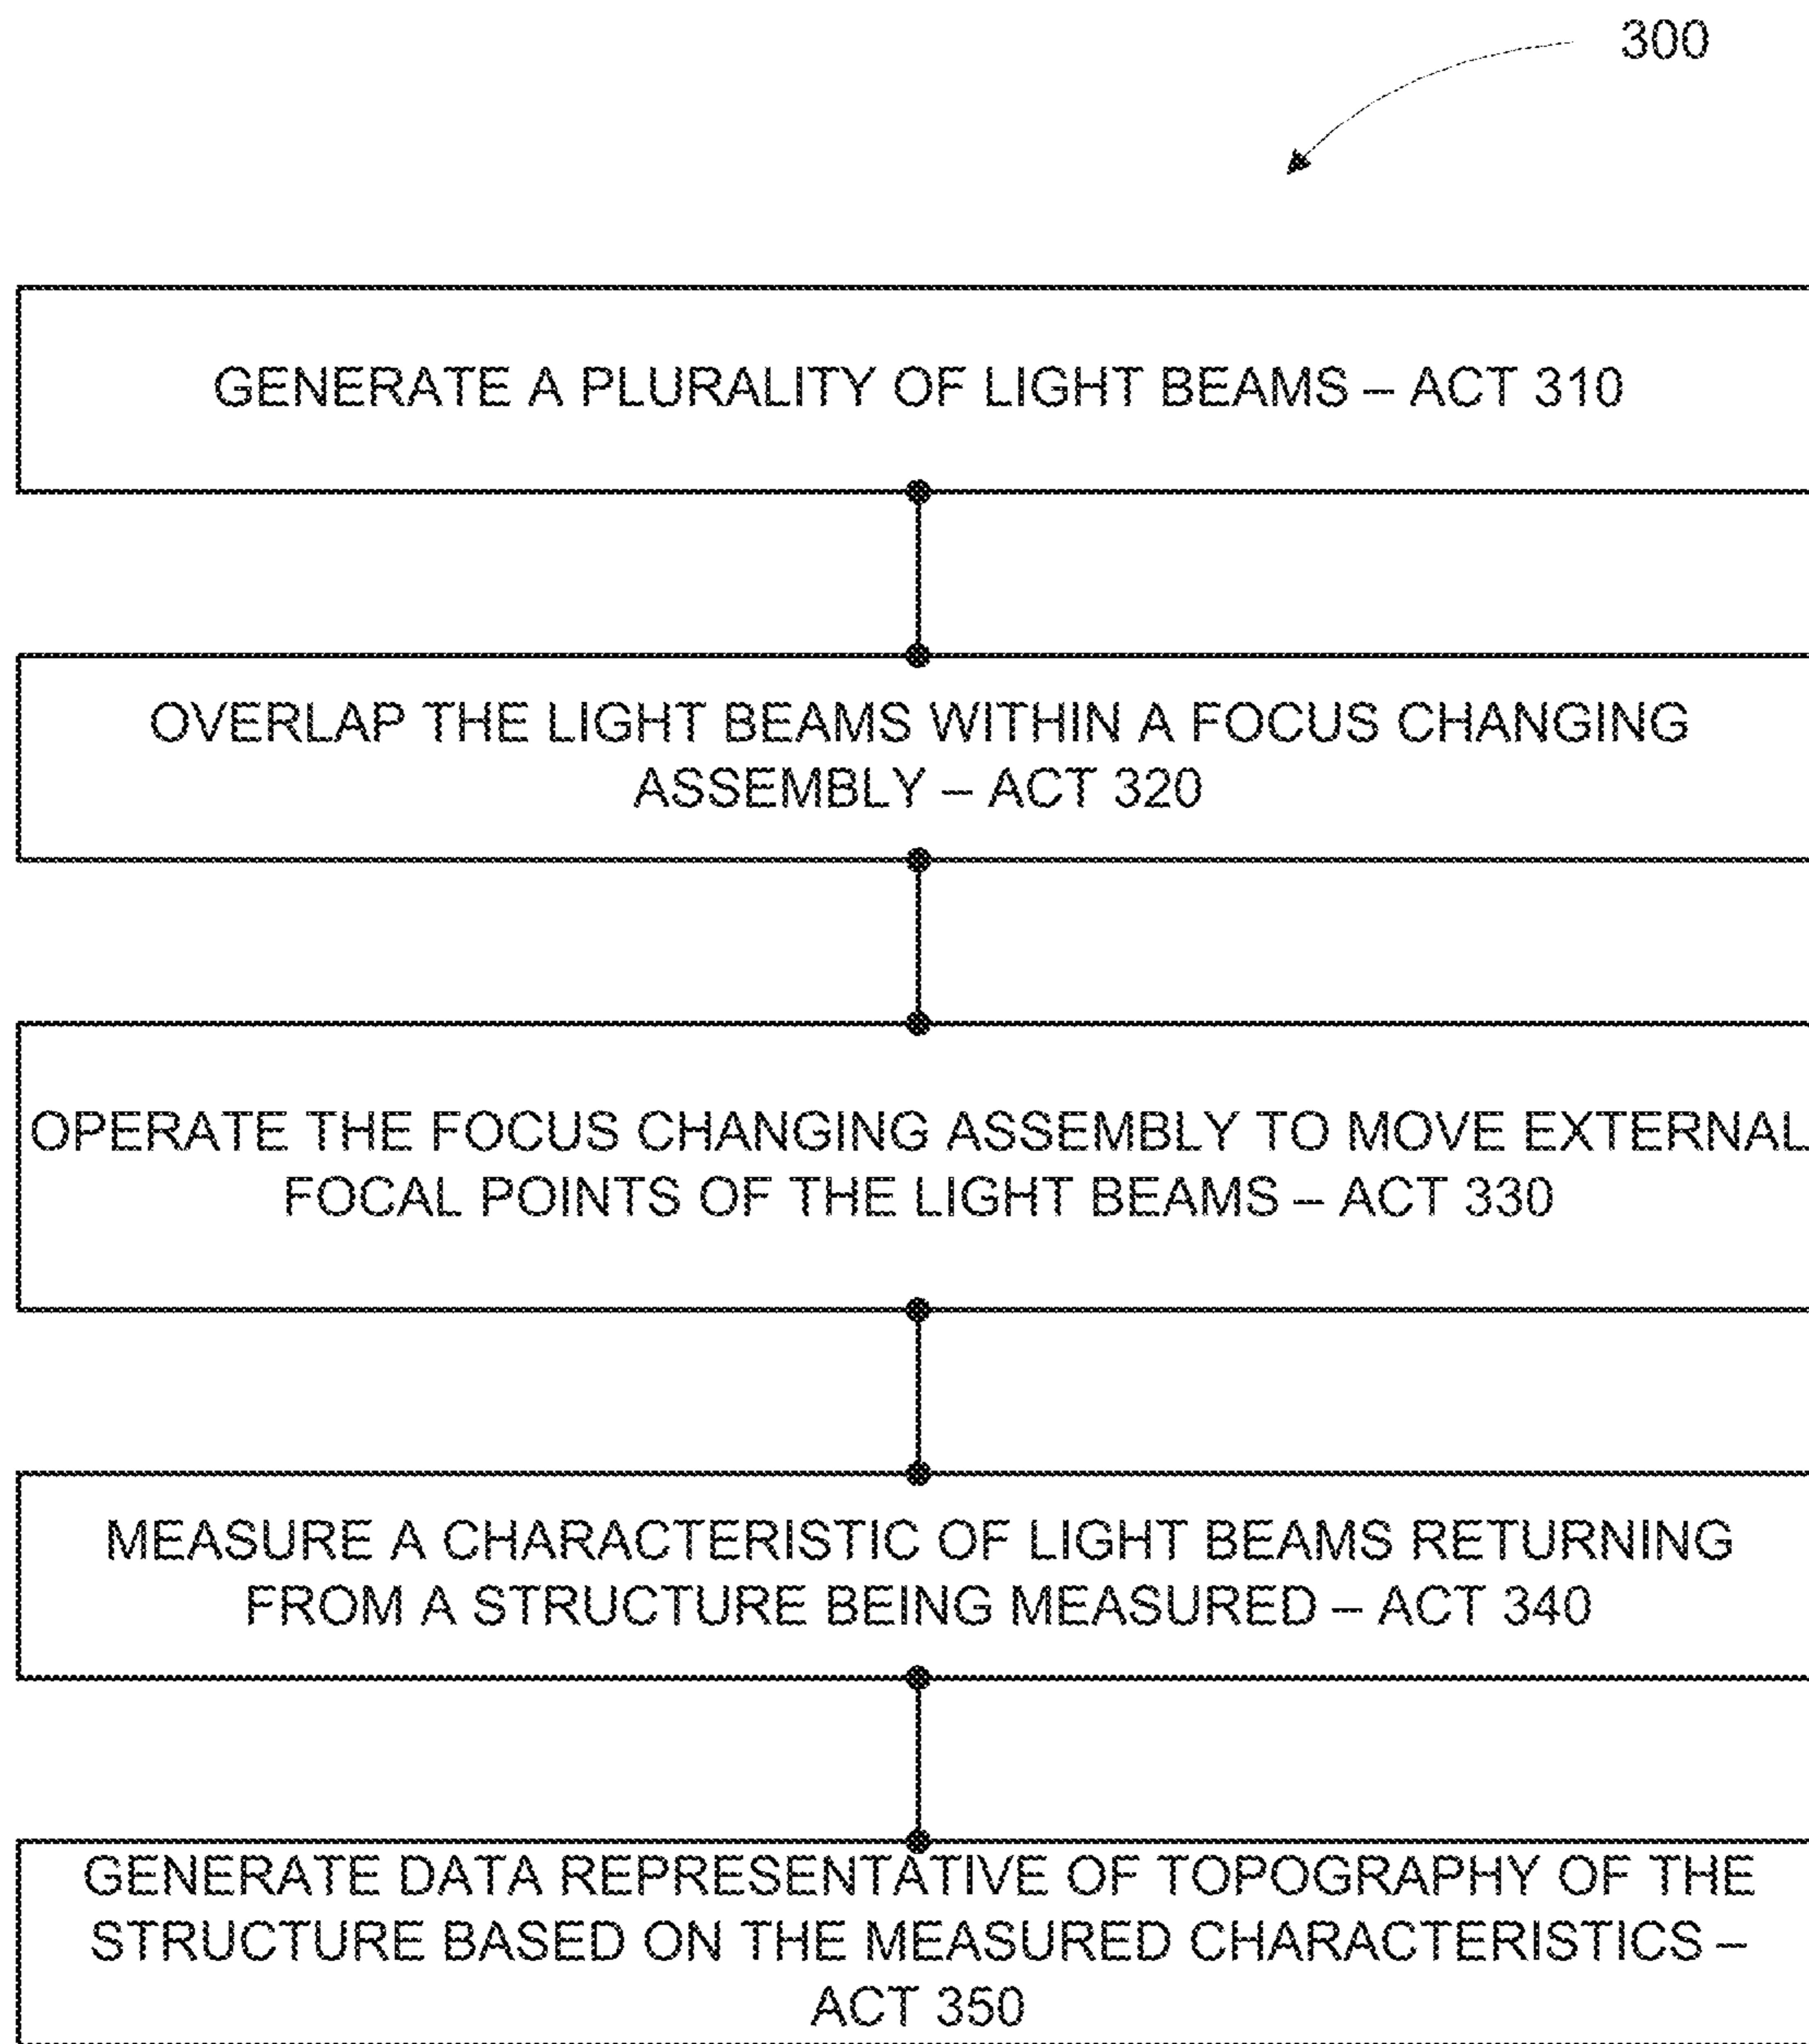 300
GENERATE A PLURALITY OF LIGHT BEAMS – ACT 310
OVERLAP THE LIGHT BEAMS WITHIN A FOCUS CHANGING
ASSEMBLY – ACT 320
OPERATE THE FOCUS CHANGING ASSEMBLY TO MOVE EXTERNAL
FOCAL POINTS OF THE LIGHT BEAMS – ACT 330
MEASURE A CHARACTERISTIC OF LIGHT BEAMS RETURNING
FROM A STRUCTURE BEING MEASURED – ACT 340
GENERATE DATA REPRESENTATIVE OF TOPOGRAPHY OF THE
STRUCTURE BASED ON THE MEASURED CHARACTERISTICS –
ACT 350